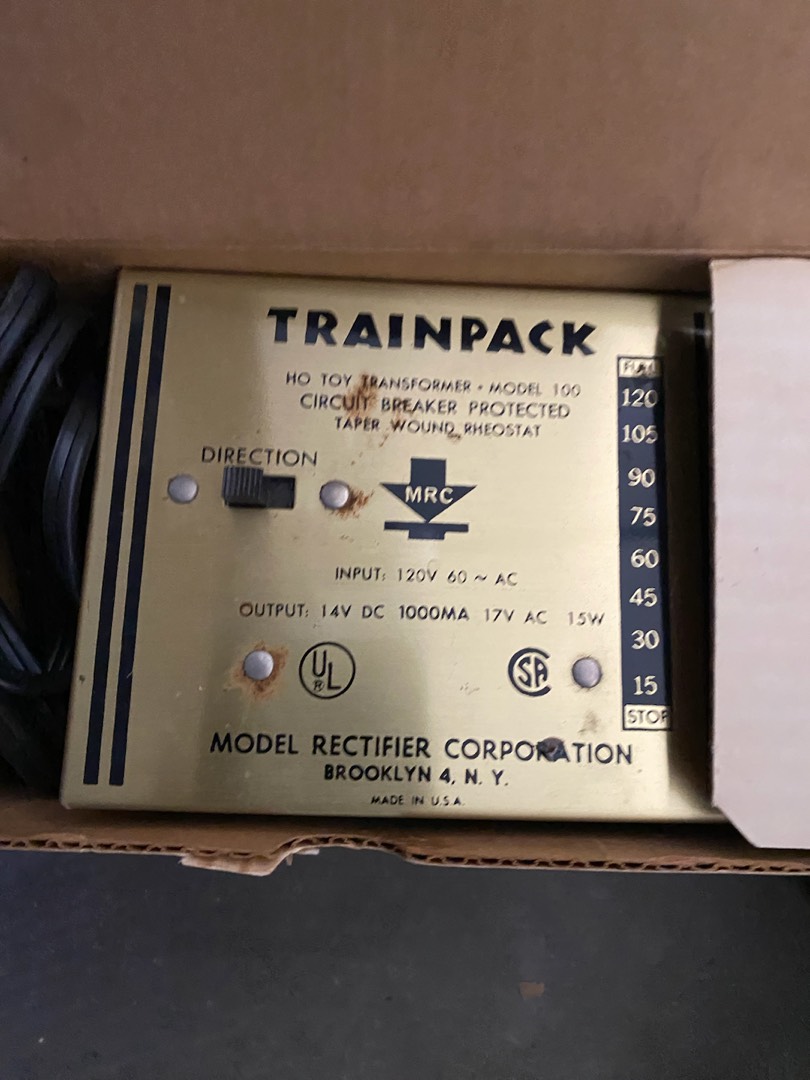 TRAINPACK
HO TOY TRANSFORMER • MODEL 100
CIRCUIT BREAKER PROTECTED
TAPER WOUND RHEOSTAT
DIRECTION
MRC
INPUT: 120V 60 ~ AC
OUTPUT: 14V DC 1000MA 17V AC 15W
UL
®
SA
MODEL RECTIFIER CORPORATION
BROOKLYN 4, N. Y.
MADE IN U.S.A.
120
105
90
75
60
45
30
15
STOP